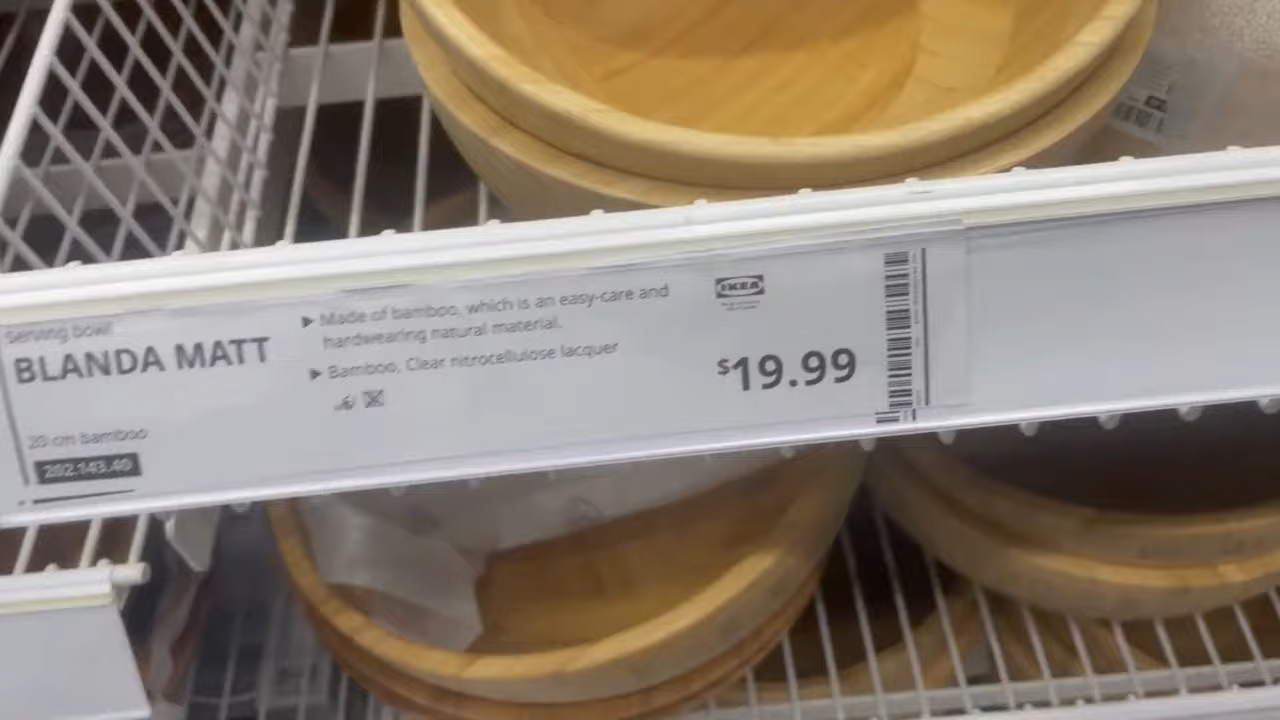 Serving bowl
BLANDA MATT
20 cm bamboo
202.143.40
▶ Made of bamboo, which is an easy-care and
hardwearing natural material.
▶ Bamboo, Clear nitrocellulose lacquer
IKEA
$19.99